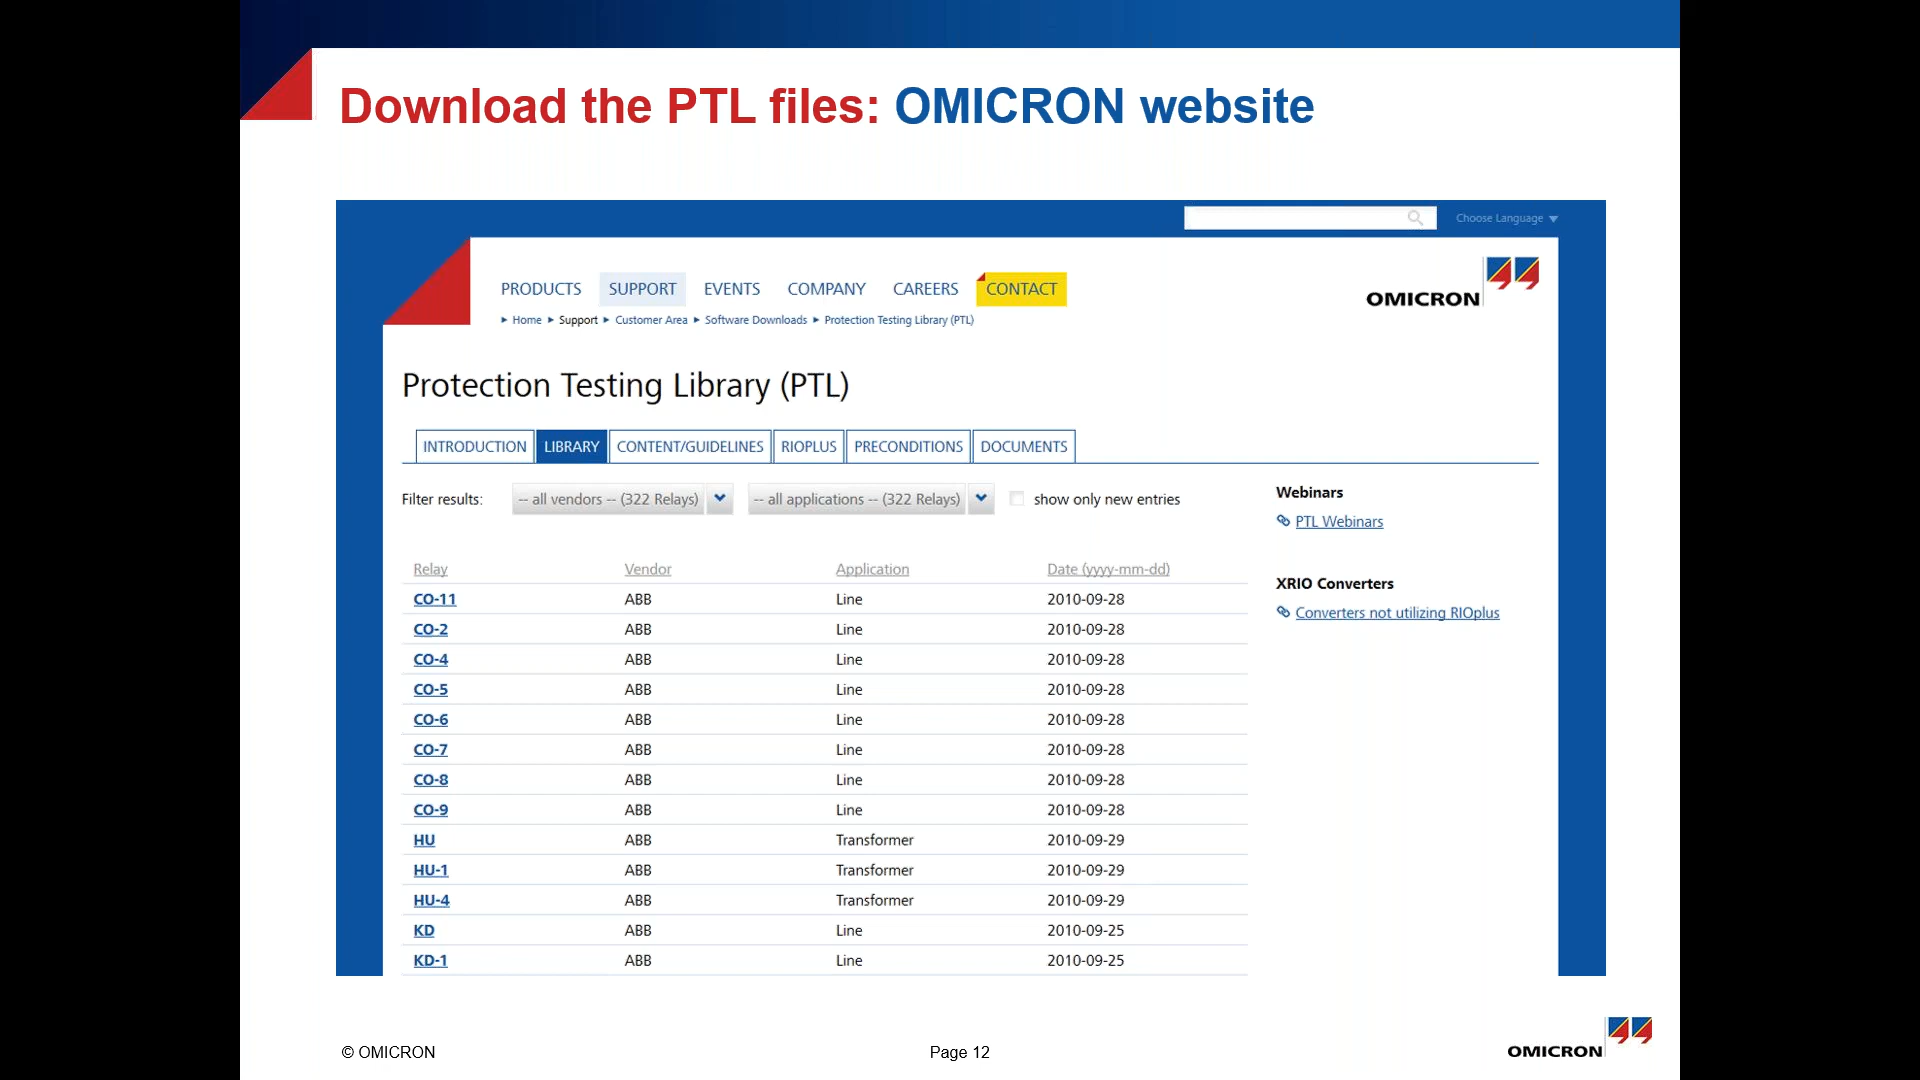 Download the PTL files: OMICRON website
Choose Language
PRODUCTS SUPPORT EVENTS COMPANY CAREERS CONTACT
OMICRON
Home Support Customer Area Software Downloads Protection Testing Library (PTL)
Protection Testing Library (PTL)
INTRODUCTION LIBRARY CONTENT/GUIDELINES RIOPLUS PRECONDITIONS DOCUMENTS
Filter results: -- all vendors -- (322 Relays) -- all applications -- (322 Relays) show only new entries
Webinars
PTL Webinars
XRIO Converters
Converters not utilizing RIOplus
Relay Vendor Application Date (yyyy-mm-dd)
CO-11 ABB Line 2010-09-28
CO-2 ABB Line 2010-09-28
CO-4 ABB Line 2010-09-28
CO-5 ABB Line 2010-09-28
CO-6 ABB Line 2010-09-28
CO-7 ABB Line 2010-09-28
CO-8 ABB Line 2010-09-28
CO-9 ABB Line 2010-09-28
HU ABB Transformer 2010-09-29
HU-1 ABB Transformer 2010-09-29
HU-4 ABB Transformer 2010-09-29
KD ABB Line 2010-09-25
KD-1 ABB Line 2010-09-25
© OMICRON Page 12 OMICRON